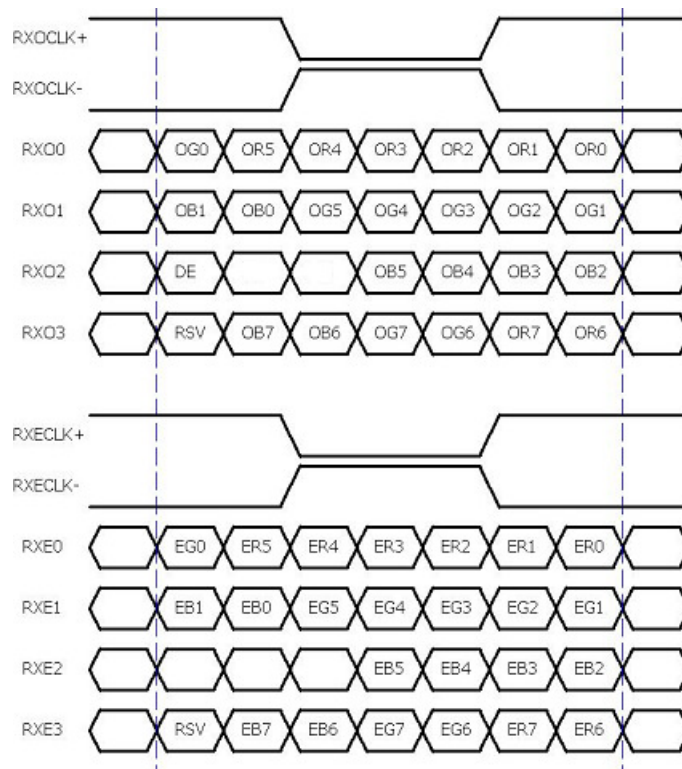 RXOCLK+
RXOCLK-
RXO0 OG0 OR5 OR4 OR3 OR2 OR1 OR0
RXO1 OB1 OB0 OG5 OG4 OG3 OG2 OG1
RXO2 DE OB5 OB4 OB3 OB2
RXO3 RSV OB7 OB6 OG7 OG6 OR7 OR6
RXECLK+
RXECLK-
RXE0 EG0 ER5 ER4 ER3 ER2 ER1 ER0
RXE1 EB1 EB0 EG5 EG4 EG3 EG2 EG1
RXE2 EB5 EB4 EB3 EB2
RXE3 RSV EB7 EB6 EG7 EG6 ER7 ER6